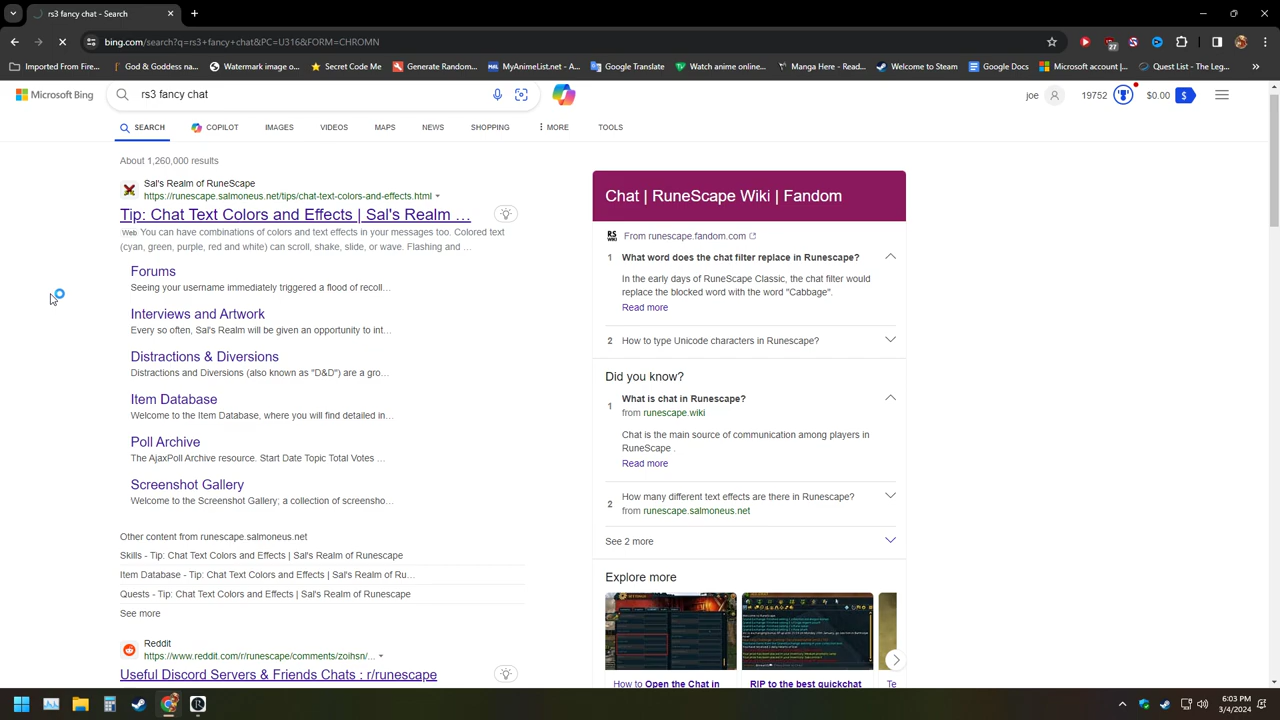 rs3 fancy chat
bing.com/search?q=rs3+fancy+chat&PC=U316&FORM=CHROMN
27
Imported From Fire...
God & Goddess na...
Watermark image o...
Secret Code March...
Generate Random...
MyAnimeList.net -...
Google Translate
Watch anime online...
Manga Here - Read...
Google Docs
Microsoft account |...
Quest List - The Leg...
Microsoft Bing
rs3 fancy chat
joe
19752
$0.00
$
SEARCH
COPILOT
IMAGES
VIDEOS
MAPS
NEWS
SHOPPING
MORE
TOOLS
About 1,260,000 results
Sal's Realm of RuneScape
https://runescape.salmoneus.net/tips/chat-text-colors-and-effects.html
Tip: Chat Text Colors and Effects | Sal's Realm ...
Web You can have combinations of colors and text effects in your messages too. Colored text
(cyan, green, purple, red and white) can scroll, shake, slide, or wave. Flashing and ...
Forums
Seeing your username immediately triggered a flood of recoll...
Interviews and Artwork
Every so often, Sal's Realm will be given an opportunity to int...
Distractions & Diversions
Distractions and Diversions (also known as "D&D") are a gro...
Item Database
Welcome to the Item Database, where you will find detailed in...
Poll Archive
The AjaxPoll Archive resource. Start Date Topic Total Votes ...
Screenshot Gallery
Welcome to the Screenshot Gallery; a collection of screensho...
Other content from runescape.salmoneus.net
Skills - Tip: Chat Text Colors and Effects | Sal's Realm of Runescape
Item Database - Tip: Chat Text Colors and Effects | Sal's Realm of Ru...
Quests - Tip: Chat Text Colors and Effects | Sal's Realm of Runescape
See more
Reddit
https://www.reddit.com/r/runescape/comments/zo6avy/...
Useful Discord Servers & Friends Chats : r/runescape
Chat | RuneScape Wiki | Fandom
RS
WIKI
From runescape.fandom.com
1 What word does the chat filter replace in Runescape?
In the early days of RuneScape Classic, the chat filter would
replace the blocked word with the word "Cabbage".
Read more
2 How to type Unicode characters in Runescape?
Did you know?
1 What is chat in Runescape?
from runescape.wiki
Chat is the main source of communication among players in
RuneScape .
Read more
2 How many different text effects are there in Runescape?
from runescape.salmoneus.net
See 2 more
Explore more
How to Open the Chat in
RIP to the best quickchat
Te
6:03 PM
3/4/2024